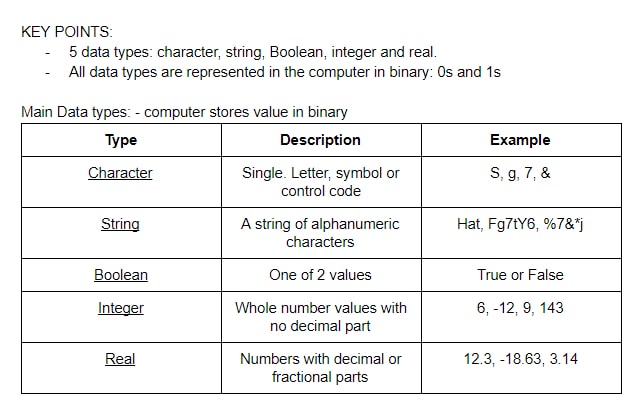 KEY POINTS:
- 5 data types: character, string, Boolean, integer and real.
- All data types are represented in the computer in binary: 0s and 1s
Main Data types: - computer stores value in binary
Type Description Example
Character Single. Letter, symbol or control code S, g, 7, &
String A string of alphanumeric characters Hat, Fg7tY6, %7&*j
Boolean One of 2 values True or False
Integer Whole number values with no decimal part 6, -12, 9, 143
Real Numbers with decimal or fractional parts 12.3, -18.63, 3.14